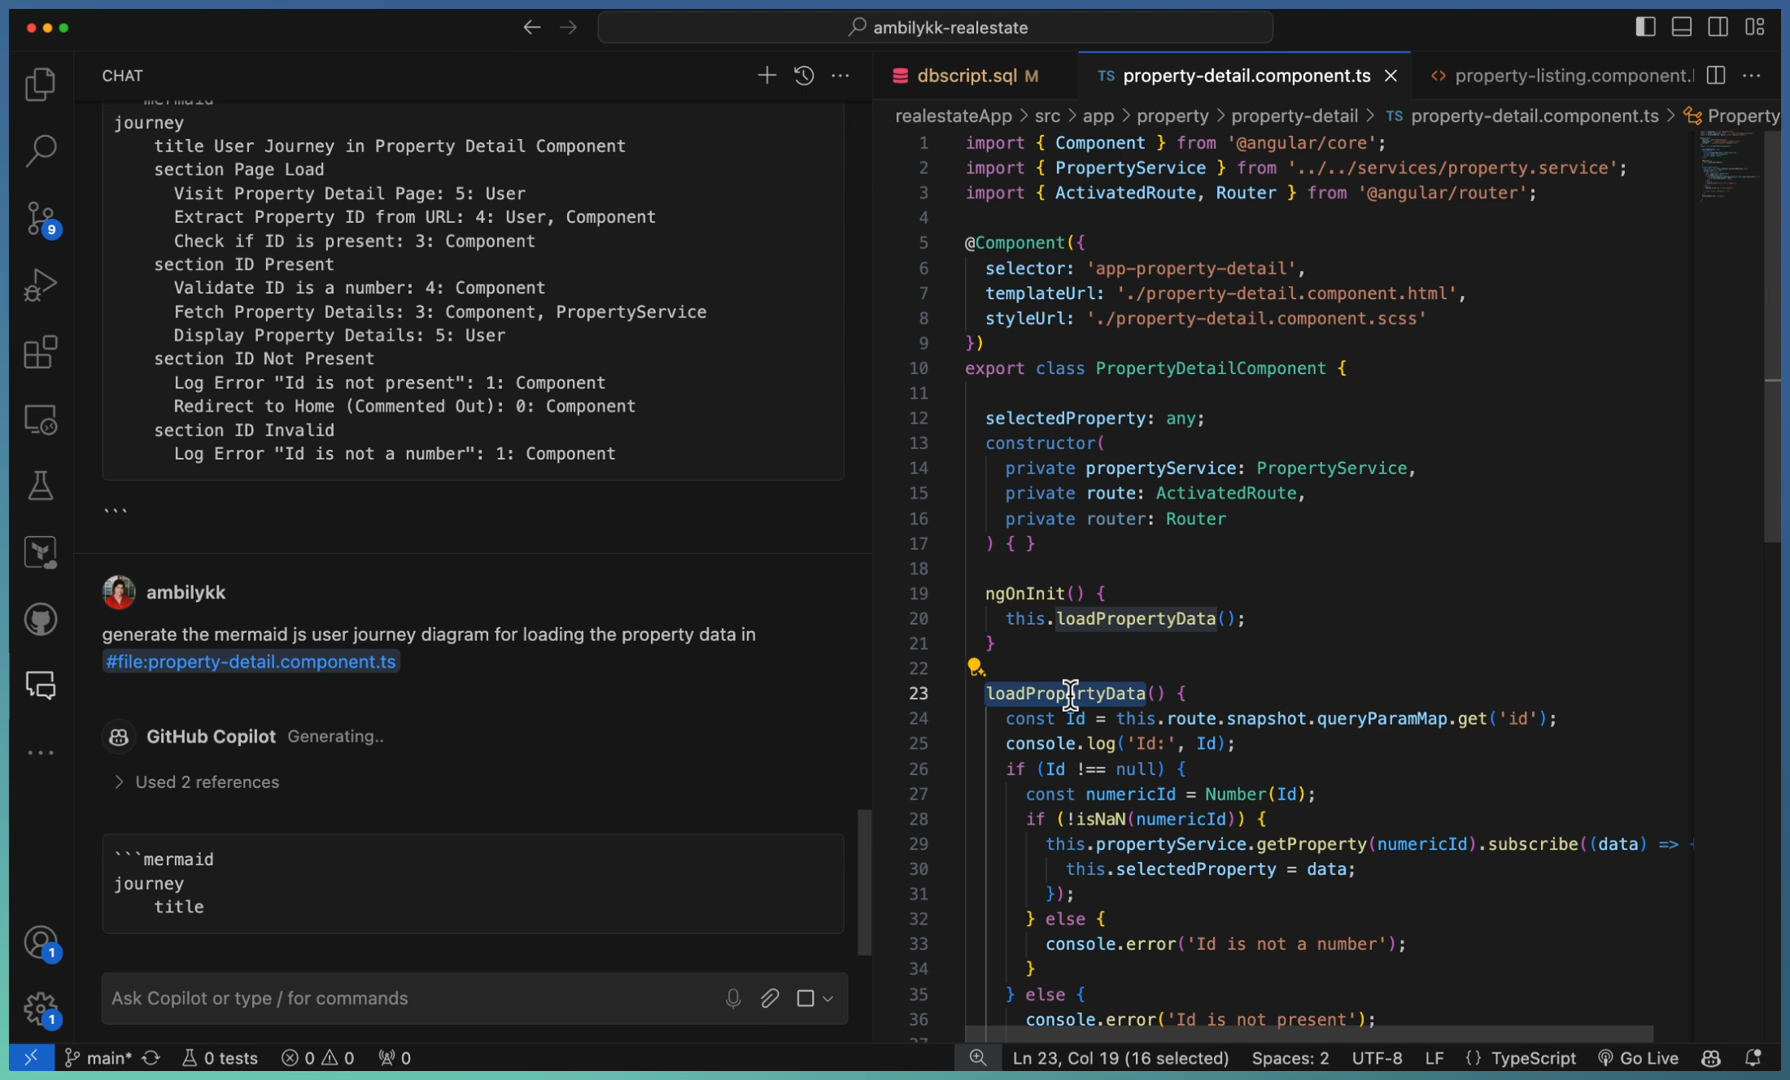 ambilykk-realestate
CHAT
```mermaid
journey
title User Journey in Property Detail Component
section Page Load
Visit Property Detail Page: 5: User
Extract Property ID from URL: 4: User, Component
Check if ID is present: 3: Component
section ID Present
Validate ID is a number: 4: Component
Fetch Property Details: 3: Component, PropertyService
Display Property Details: 5: User
section ID Not Present
Log Error "Id is not present": 1: Component
Redirect to Home (Commented Out): 0: Component
section ID Invalid
Log Error "Id is not a number": 1: Component
```
ambilykk
generate the mermaid js user journey diagram for loading the property data in
#file:property-detail.component.ts
GitHub Copilot Generating..
Used 2 references
```mermaid
journey
title
Ask Copilot or type / for commands
9
1
1
dbscript.sql M
TS property-detail.component.ts
property-listing.component.
realestateApp > src > app > property > property-detail > TS property-detail.component.ts > Property
1 import { Component } from '@angular/core';
2 import { PropertyService } from '../../services/property.service';
3 import { ActivatedRoute, Router } from '@angular/router';
4
5 @Component({
6 selector: 'app-property-detail',
7 templateUrl: './property-detail.component.html',
8 styleUrl: './property-detail.component.scss'
9 })
10 export class PropertyDetailComponent {
11
12 selectedProperty: any;
13 constructor(
14 private propertyService: PropertyService,
15 private route: ActivatedRoute,
16 private router: Router
17 ) { }
18
19 ngOnInit() {
20 this.loadPropertyData();
21 }
22
23 loadPropertyData() {
24 const Id = this.route.snapshot.queryParamMap.get('id');
25 console.log('Id:', Id);
26 if (Id !== null) {
27 const numericId = Number(Id);
28 if (!isNaN(numericId)) {
29 this.propertyService.getProperty(numericId).subscribe((data) => {
30 this.selectedProperty = data;
31 });
32 } else {
33 console.error('Id is not a number');
34 }
35 } else {
36 console.error('Id is not present');
main* 0 tests 0 0 0 Ln 23, Col 19 (16 selected) Spaces: 2 UTF-8 LF {} TypeScript Go Live